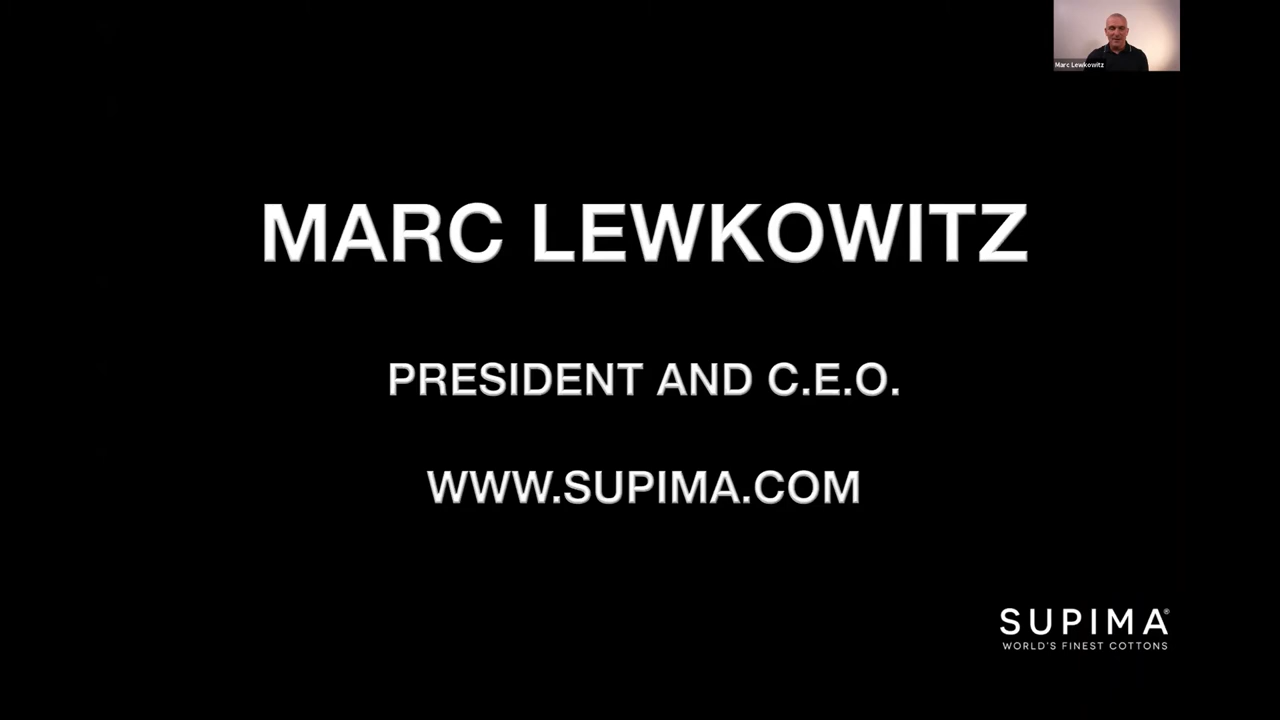 Marc Lewkowitz
MARC LEWKOWITZ
PRESIDENT AND C.E.O.
WWW.SUPIMA.COM
SUPIMA®
WORLD'S FINEST COTTONS